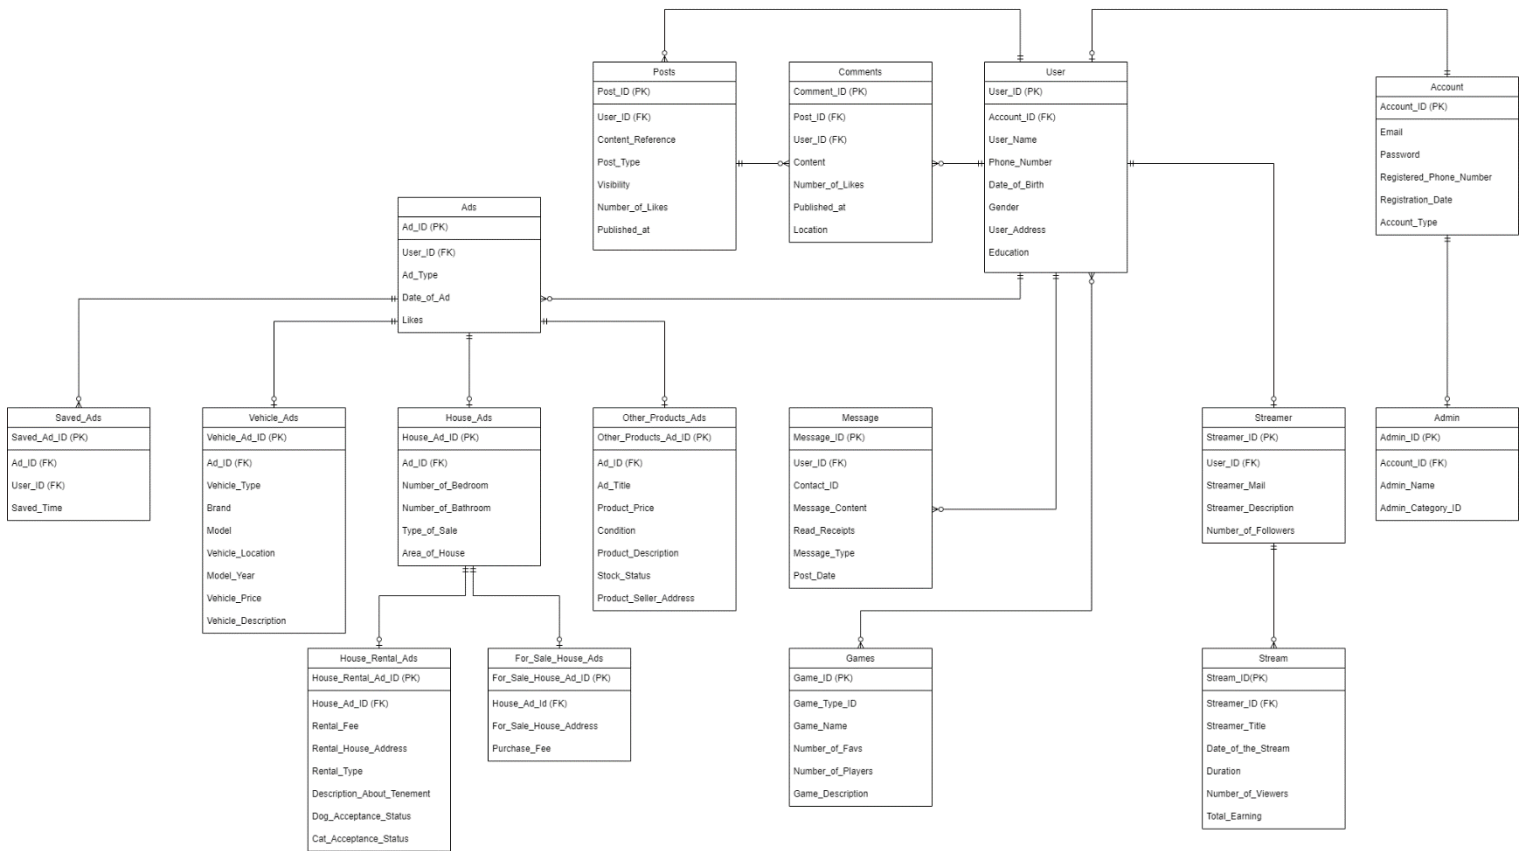 Posts
Post_ID (PK)
User_ID (FK)
Content_Reference
Post_Type
Visibility
Number_of_Likes
Published_at
Comments
Comment_ID (PK)
Post_ID (FK)
User_ID (FK)
Content
Number_of_Likes
Published_at
Location
User
User_ID (PK)
Account_ID (FK)
User_Name
Phone_Number
Date_of_Birth
Gender
User_Address
Education
Account
Account_ID (PK)
Email
Password
Registered_Phone_Number
Registration_Date
Account_Type
Ads
Ad_ID (PK)
User_ID (FK)
Ad_Type
Date_of_Ad
Likes
Saved_Ads
Saved_Ad_ID (PK)
Ad_ID (FK)
User_ID (FK)
Saved_Time
Vehicle_Ads
Vehicle_Ad_ID (PK)
Ad_ID (FK)
Vehicle_Type
Brand
Model
Vehicle_Location
Model_Year
Vehicle_Price
Vehicle_Description
House_Ads
House_Ad_ID (PK)
Ad_ID (FK)
Number_of_Bedroom
Number_of_Bathroom
Type_of_Sale
Area_of_House
Other_Products_Ads
Other_Products_Ad_ID (PK)
Ad_ID (FK)
Ad_Title
Product_Price
Condition
Product_Description
Stock_Status
Product_Seller_Address
Message
Message_ID (PK)
User_ID (FK)
Contact_ID
Message_Content
Read_Receipts
Message_Type
Post_Date
Streamer
Streamer_ID (PK)
User_ID (FK)
Streamer_Mail
Streamer_Description
Number_of_Followers
Admin
Admin_ID (PK)
Account_ID (FK)
Admin_Name
Admin_Category_ID
House_Rental_Ads
House_Rental_Ad_ID (PK)
House_Ad_ID (FK)
Rental_Fee
Rental_House_Address
Rental_Type
Description_About_Tenement
Dog_Acceptance_Status
Cat_Acceptance_Status
For_Sale_House_Ads
For_Sale_House_Ad_ID (PK)
House_Ad_Id (FK)
For_Sale_House_Address
Purchase_Fee
Games
Game_ID (PK)
Game_Type_ID
Game_Name
Number_of_Favs
Number_of_Players
Game_Description
Stream
Stream_ID(PK)
Streamer_ID (FK)
Streamer_Title
Date_of_the_Stream
Duration
Number_of_Viewers
Total_Earning